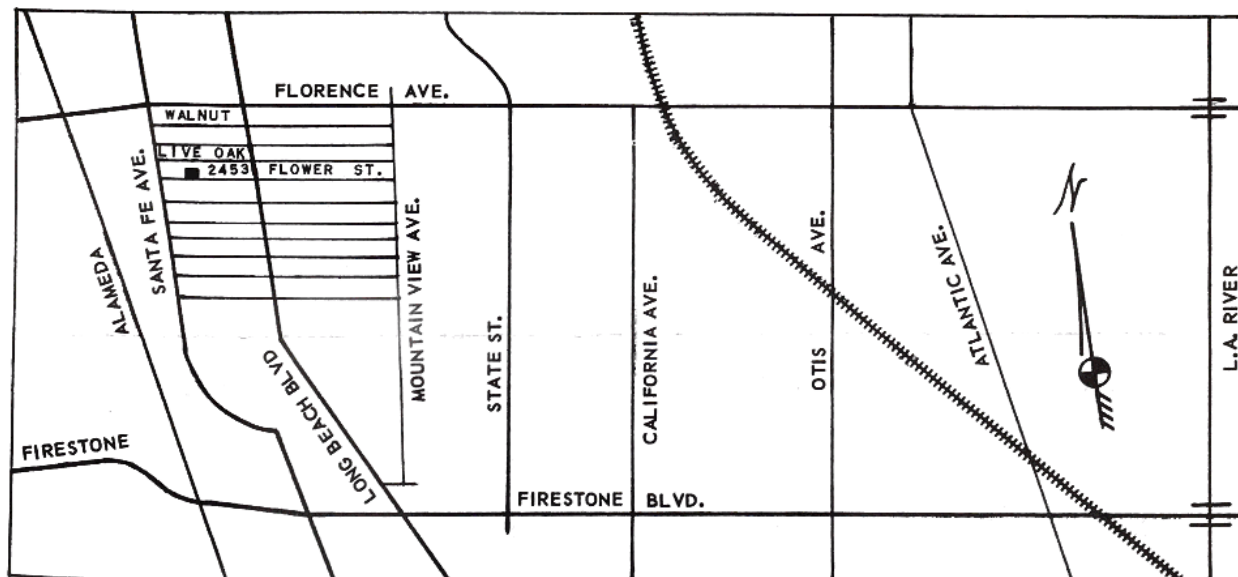 FLORENCE AVE.
WALNUT
LIVE OAK
2453 FLOWER ST.
SANTA FE AVE.
ALAMEDA
MOUNTAIN VIEW AVE.
LONG BEACH BLVD
STATE ST.
CALIFORNIA AVE.
OTIS AVE.
ATLANTIC AVE.
N
L.A. RIVER
FIRESTONE
FIRESTONE BLVD.